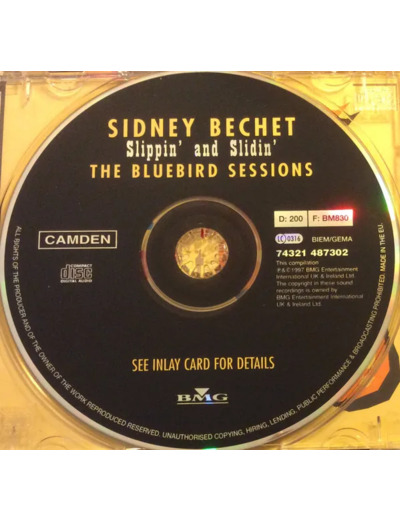 SIDNEY BECHET
Slippin' and Slidin'
THE BLUEBIRD SESSIONS
D: 200 F: BM830
CAMDEN
LC 0316 BIEM/GEMA
74321 487302
This compilation
℗ & © 1997 BMG Entertainment
International UK & Ireland Ltd.
The copyright in these sound
recordings is owned by
BMG Entertainment International
UK & Ireland Ltd.
COMPACT
disc
DIGITAL AUDIO
SEE INLAY CARD FOR DETAILS
BMG
ALL RIGHTS OF THE PRODUCER AND OF THE OWNER OF THE WORK REPRODUCED RESERVED. UNAUTHORISED COPYING, HIRING, LENDING, PUBLIC PERFORMANCE & BROADCASTING PROHIBITED. MADE IN THE EU.